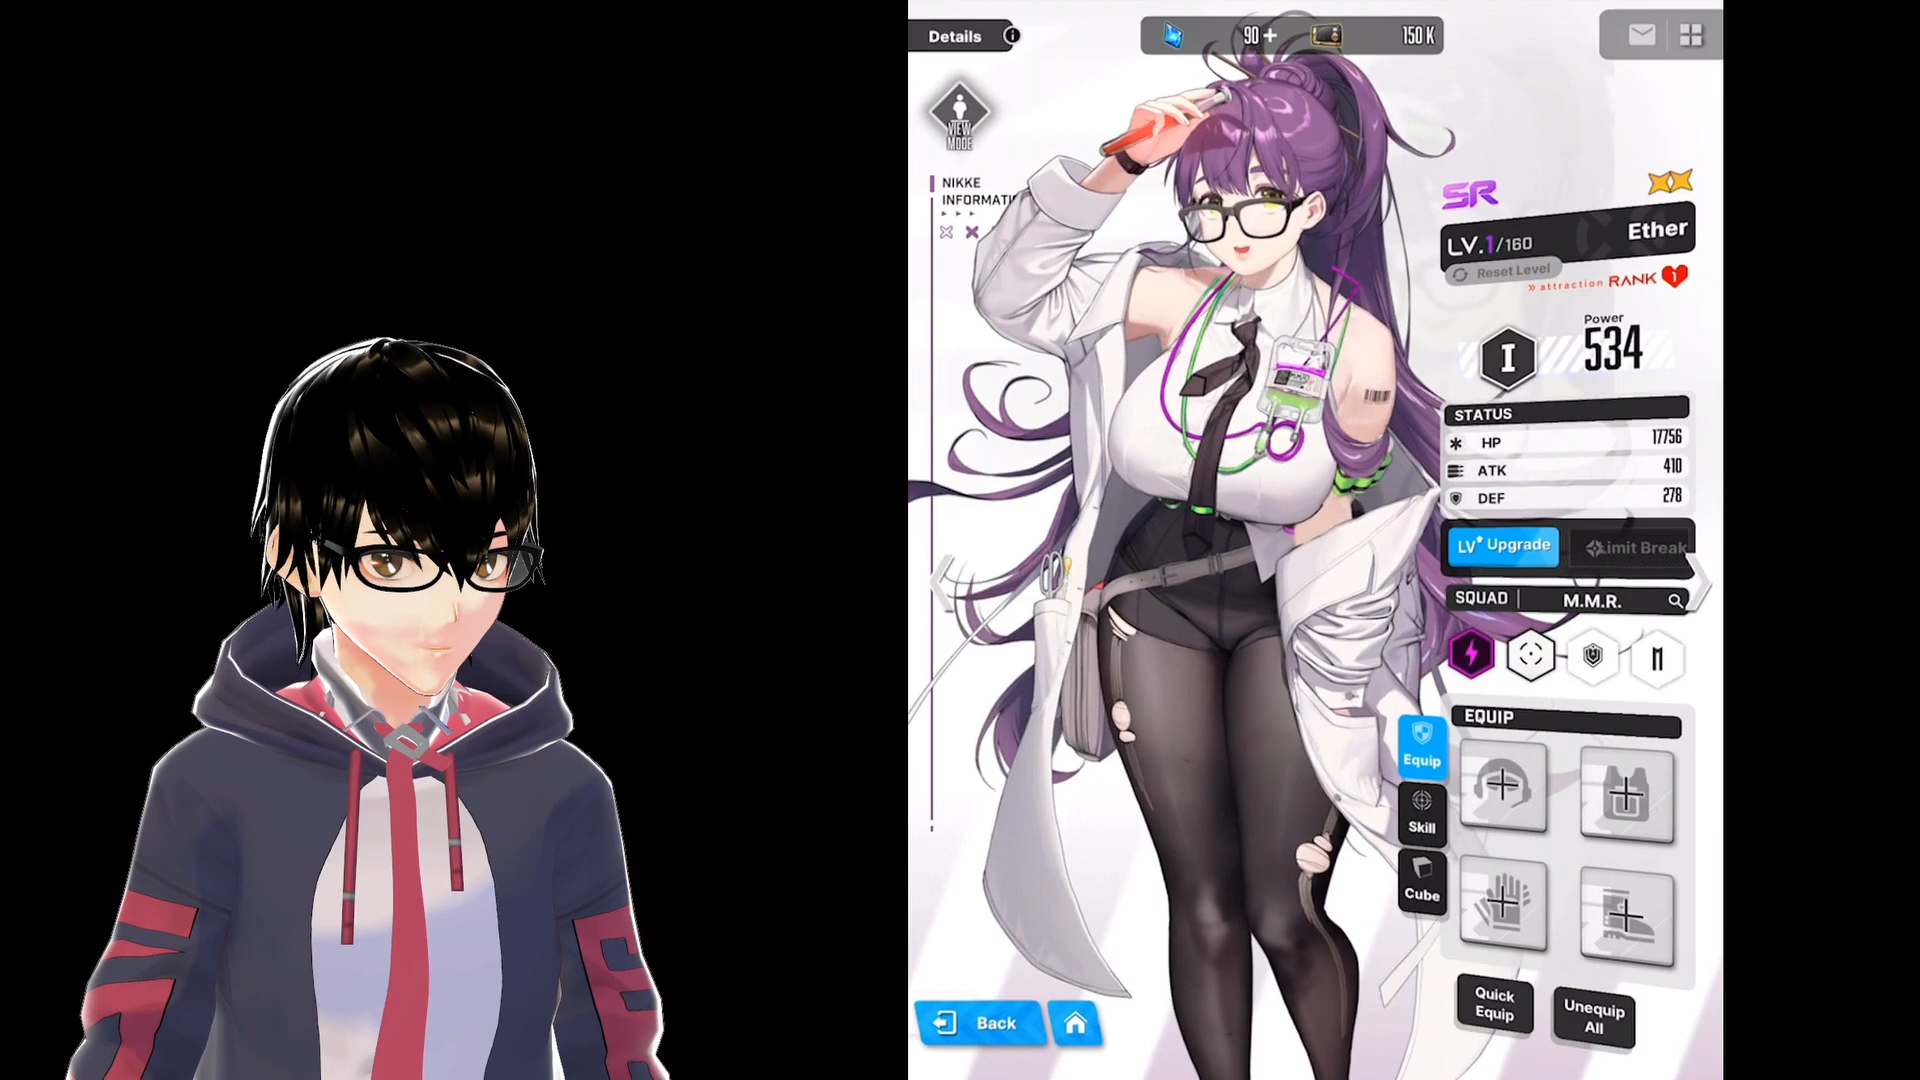 Details
90 +
150 K
VIEW
MODE
NIKKE
INFORMATI
SR
LV.1/160
Ether
Reset Level
» attraction RANK 1
Power
534
I
STATUS
HP 17756
ATK 410
DEF 278
LV Upgrade
Limit Break
SQUAD M.M.R.
EQUIP
Equip
Skill
Cube
Quick
Equip
Unequip
All
Back